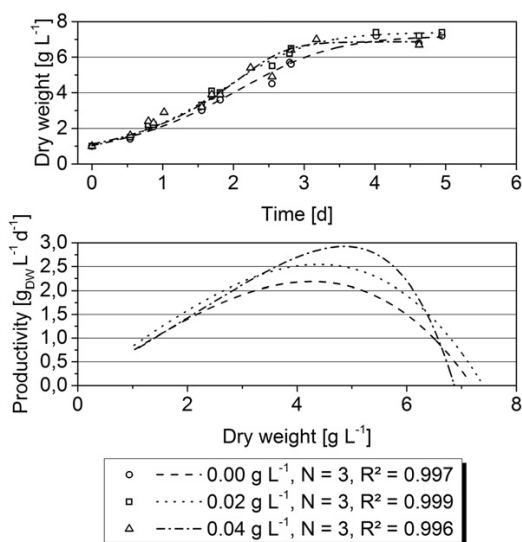 8
6
4
2
0
Dry weight [g L⁻¹]
0 1 2 3 4 5 6
Time [d]
3,0
2,5
2,0
1,5
1,0
0,5
0,0
Productivity [g_DW L⁻¹ d⁻¹]
0 2 4 6 8
Dry weight [g L⁻¹]
0.00 g L⁻¹, N = 3, R² = 0.997
0.02 g L⁻¹, N = 3, R² = 0.999
0.04 g L⁻¹, N = 3, R² = 0.996